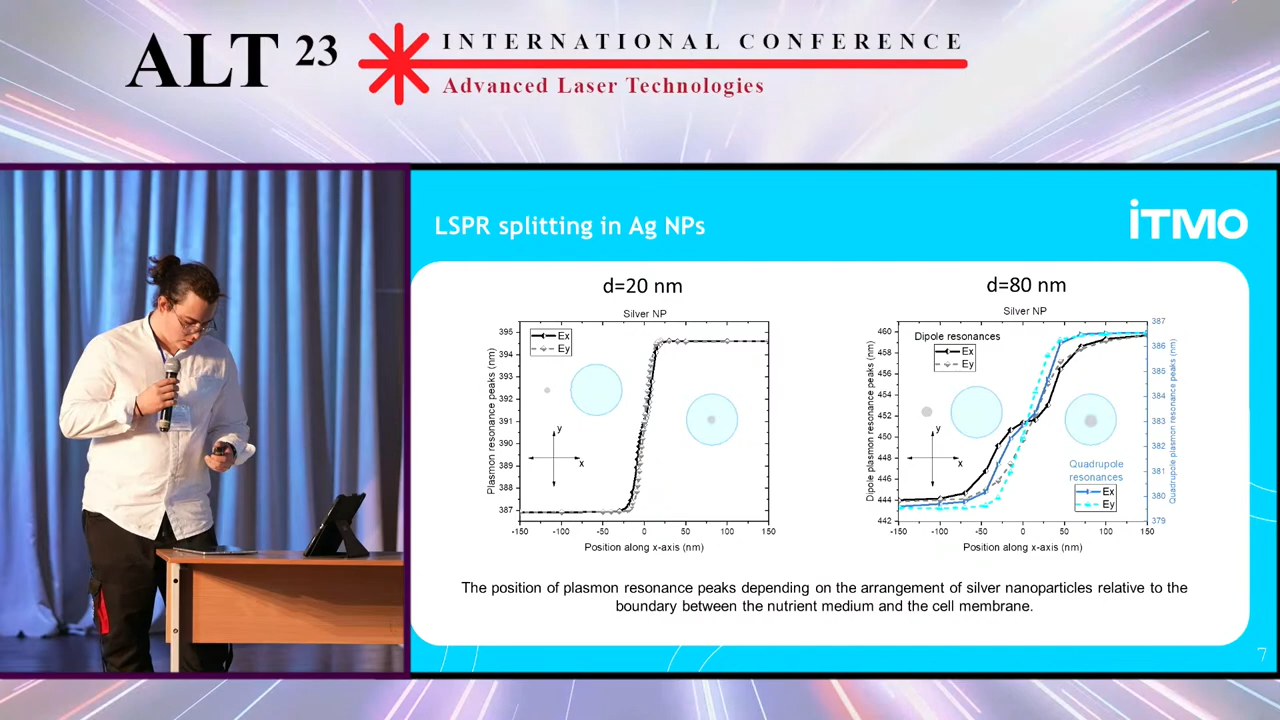 ALT 23
INTERNATIONAL CONFERENCE
Advanced Laser Technologies
LSPR splitting in Ag NPs
iTMO
d=20 nm
Silver NP
Ex
Ey
Plasmon resonance peaks (nm)
395
394
393
392
391
390
389
388
387
y
x
-150
-100
-50
0
50
100
150
Position along x-axis (nm)
d=80 nm
Silver NP
Dipole resonances
Ex
Ey
Dipole plasmon resonance peaks (nm)
460
458
456
454
452
450
448
446
444
442
y
x
Quadrupole
resonances
Ex
Ey
387
386
385
384
383
382
381
380
379
Quadrupole plasmon resonance peaks (nm)
-150
-100
-50
0
50
100
150
Position along x-axis (nm)
The position of plasmon resonance peaks depending on the arrangement of silver nanoparticles relative to the
boundary between the nutrient medium and the cell membrane.
7